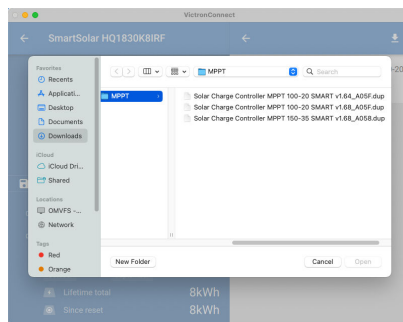 VictronConnect
SmartSolar HQ1830K8IRF
Favorites
Recents
Applicati...
Desktop
Documents
Downloads
iCloud
iCloud Dri...
Shared
Locations
OMVFS -...
Network
Tags
Red
Orange
MPPT
Search
MPPT
Solar Charge Controller MPPT 100-20 SMART v1.64_A05F.dup
Solar Charge Controller MPPT 100-20 SMART v1.68_A05F.dup
Solar Charge Controller MPPT 150-35 SMART v1.68_A058.dup
-20
New Folder
Cancel
Open
Lifetime total
8kWh
Since reset
8kWh